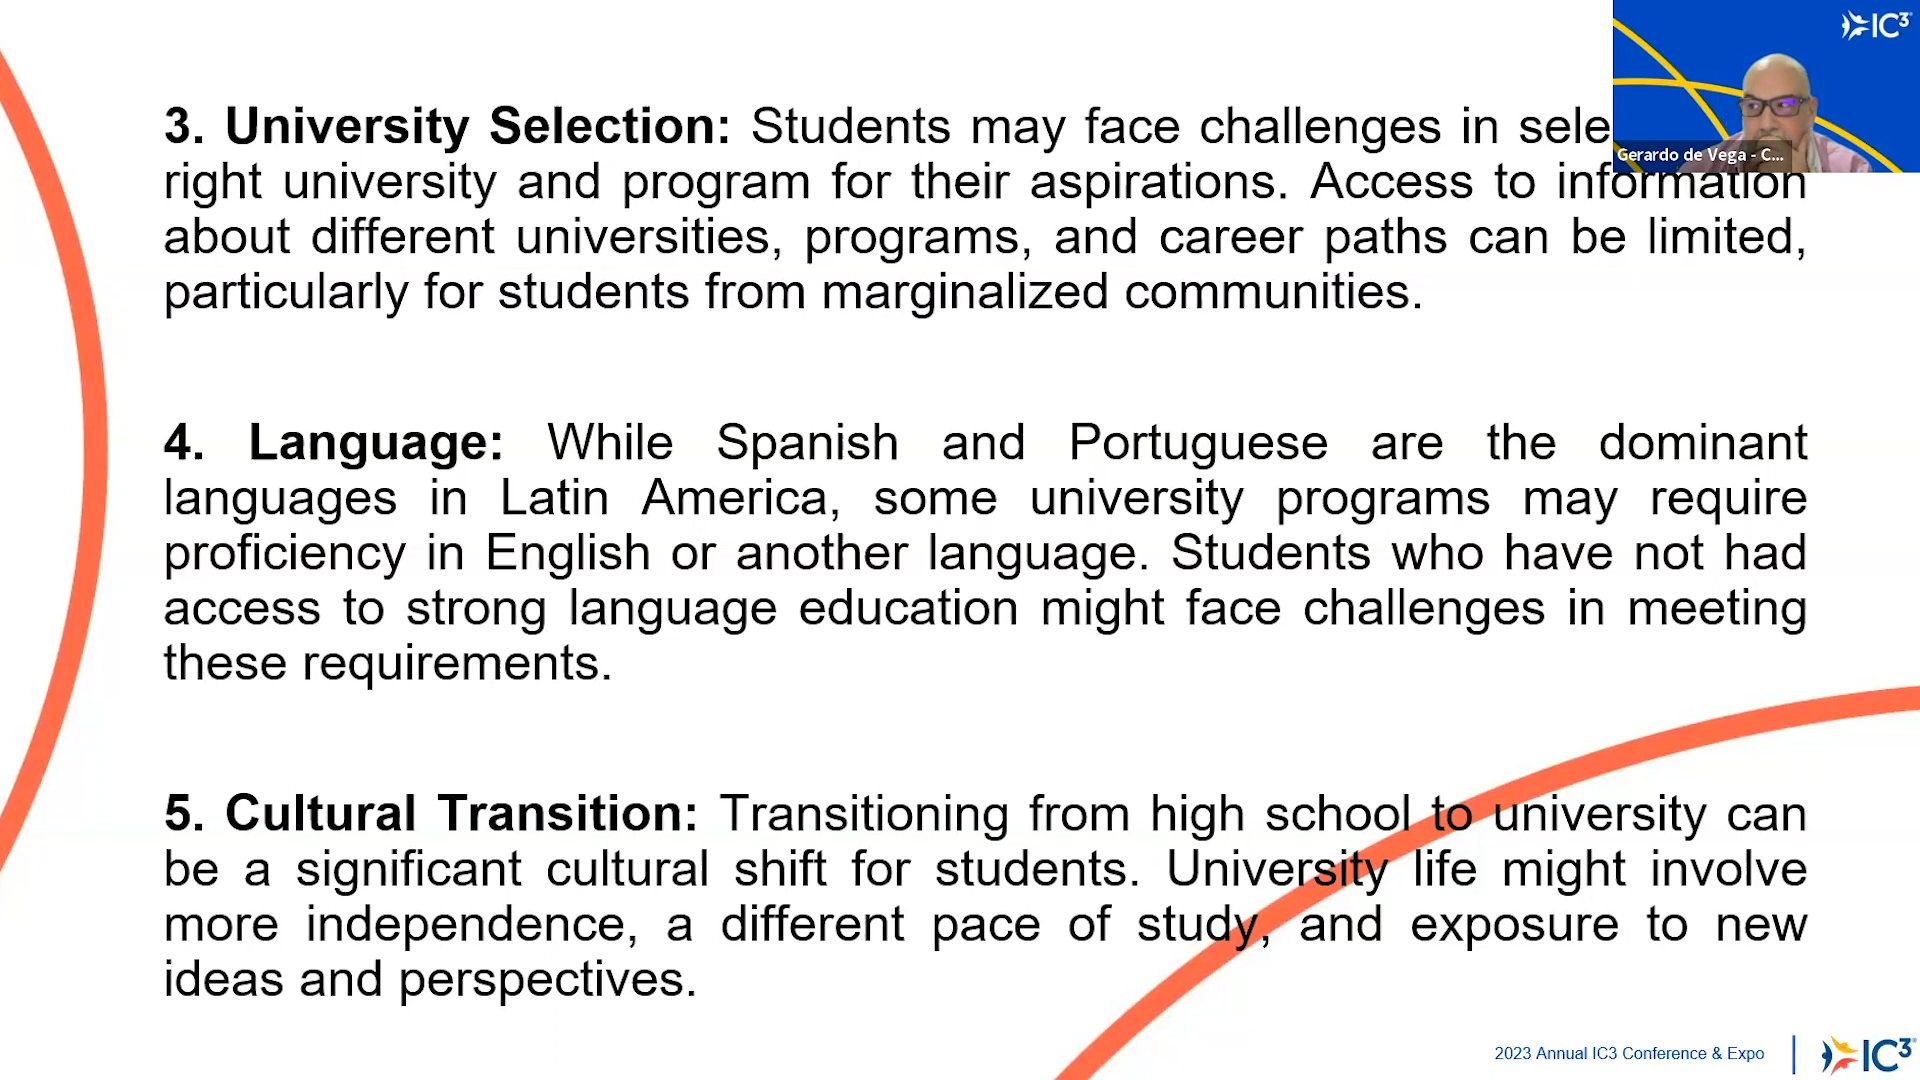 IC³
Gerardo de Vega - C...
3. University Selection: Students may face challenges in sele
right university and program for their aspirations. Access to information
about different universities, programs, and career paths can be limited,
particularly for students from marginalized communities.
4. Language: While Spanish and Portuguese are the dominant
languages in Latin America, some university programs may require
proficiency in English or another language. Students who have not had
access to strong language education might face challenges in meeting
these requirements.
5. Cultural Transition: Transitioning from high school to university can
be a significant cultural shift for students. University life might involve
more independence, a different pace of study, and exposure to new
ideas and perspectives.
2023 Annual IC3 Conference & Expo
IC³